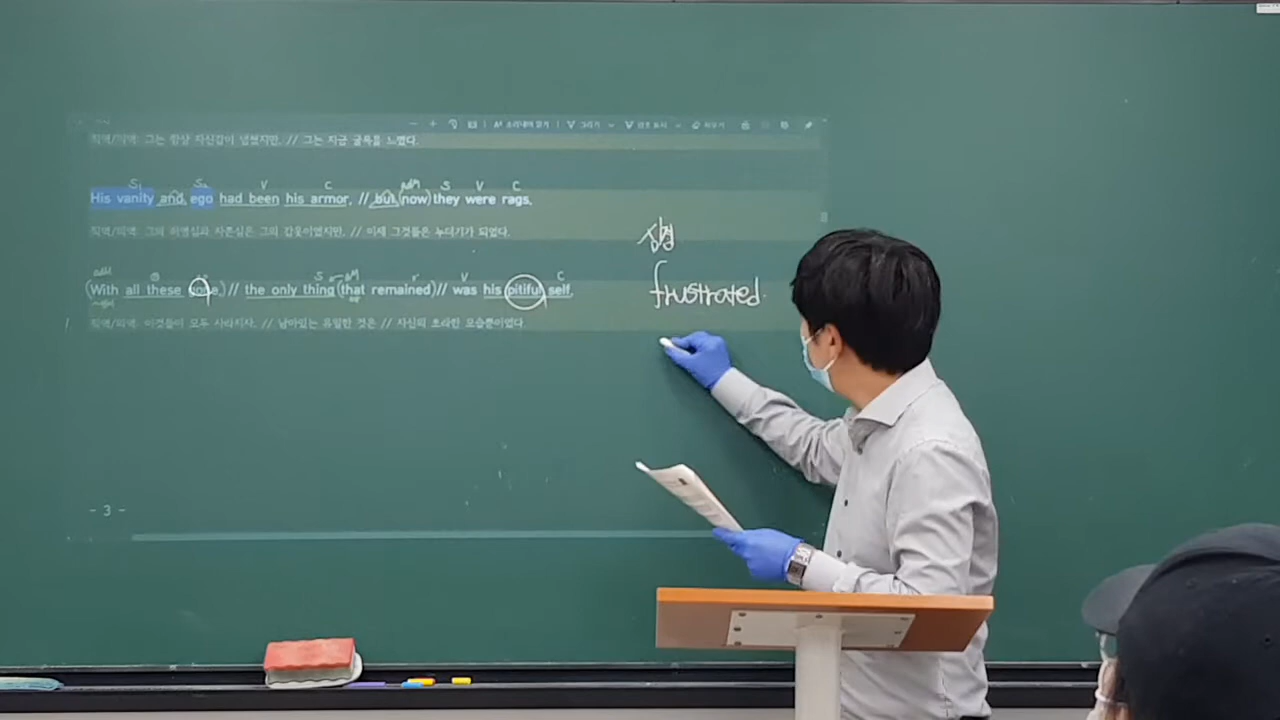 직역/의역: 그는 항상 자신감이 넘쳤지만, // 그는 지금 굴욕을 느꼈다.
S₁ S₂ V C S V C
His vanity and ego had been his armor, // but (now) they were rags.
직역/의역: 그의 허영심과 자존심은 그의 갑옷이었지만, // 이제 그것들은 누더기가 되었다.
심경
S V C
(With all these gone,) // the only thing (that remained) // was his pitiful self.
frustrated
직역/의역: 이것들이 모두 사라지자, // 남아있는 유일한 것은 // 자신의 초라한 모습뿐이었다
- 3 -